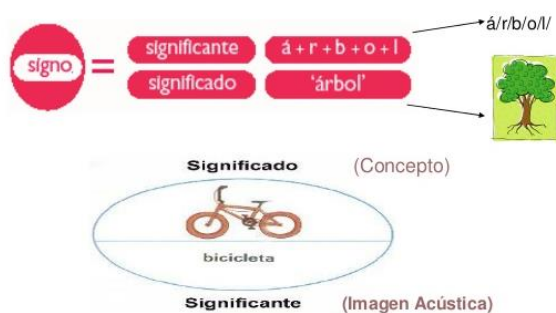 á/r/b/o/l/
signo = significante á + r + b + o + l
significado 'árbol'
Significado (Concepto)
bicicleta
Significante (Imagen Acústica)